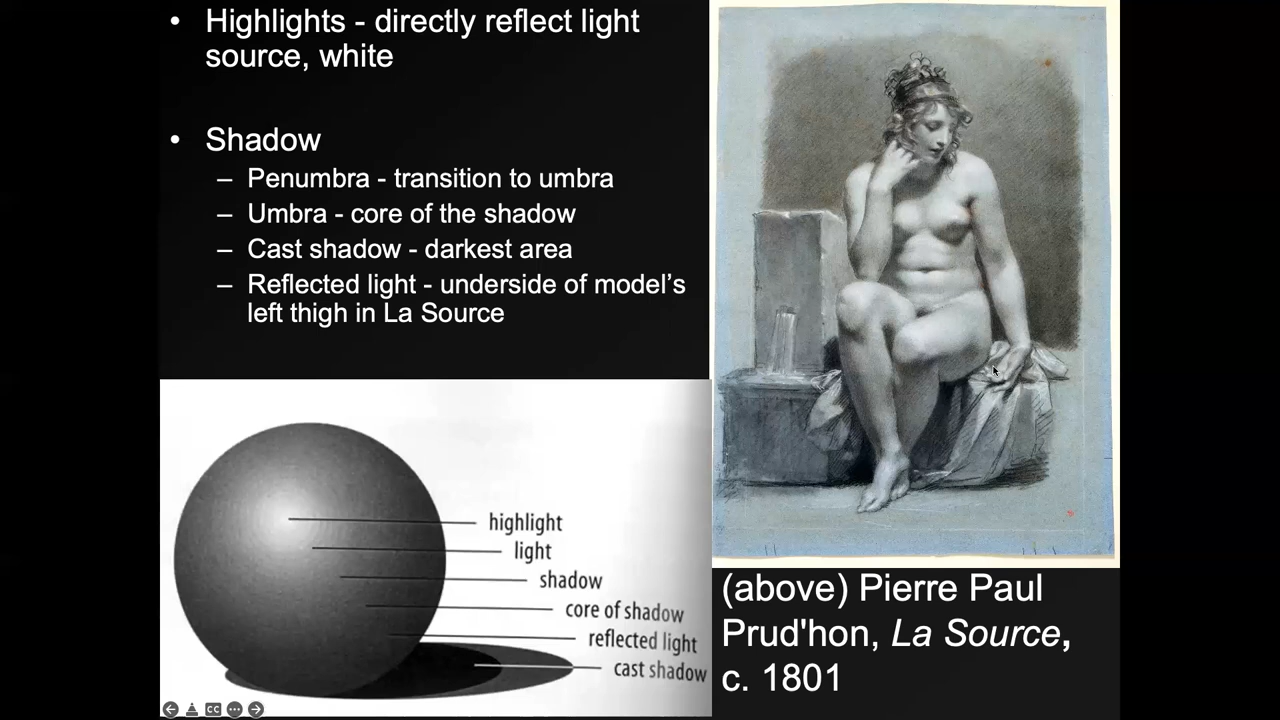 • Highlights - directly reflect light
source, white
• Shadow
– Penumbra - transition to umbra
– Umbra - core of the shadow
– Cast shadow - darkest area
– Reflected light - underside of model’s
left thigh in La Source
highlight
light
shadow
core of shadow
reflected light
cast shadow
(above) Pierre Paul
Prud'hon, La Source,
c. 1801
CC